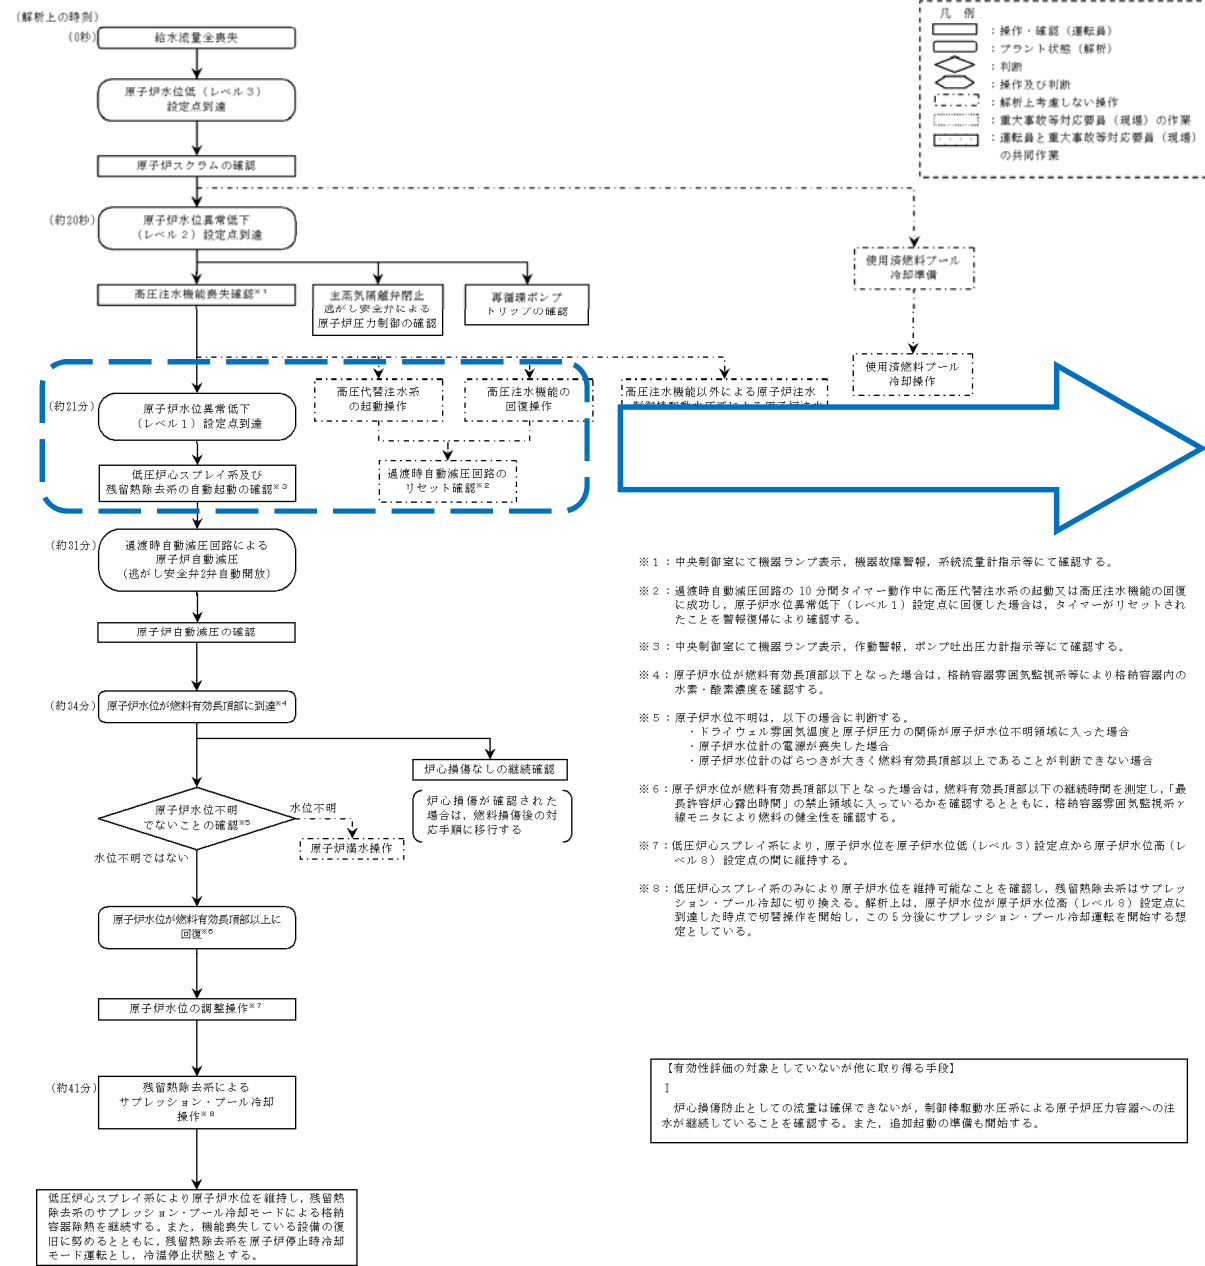 (解析上の時刻)
(0秒)
給水流量全喪失
原子炉水位低（レベル３）
設定点到達
原子炉スクラムの確認
(約20秒)
原子炉水位異常低下
（レベル２）設定点到達
高圧注水機能喪失確認※1
主蒸気隔離弁閉止
逃がし安全弁による
原子炉圧力制御の確認
再循環ポンプ
トリップの確認
使用済燃料プール
冷却準備
使用済燃料プール
冷却操作
(約21分)
原子炉水位異常低下
（レベル１）設定点到達
高圧代替注水系
の起動操作
高圧注水機能の
回復操作
高圧注水機能以外による原子炉注水
低圧炉心スプレイ系及び
残留熱除去系の自動起動の確認※3
過渡時自動減圧回路の
リセット確認※2
(約31分)
過渡時自動減圧回路による
原子炉自動減圧
(逃がし安全弁2弁自動開放)
原子炉自動減圧の確認
(約34分)
原子炉水位が燃料有効長頂部に到達※4
炉心損傷なしの継続確認
炉心損傷が確認された
場合は，燃料損傷後の対
応手順に移行する
原子炉水位不明
でないことの確認※5
水位不明
原子炉満水操作
水位不明ではない
原子炉水位が燃料有効長頂部以上に
回復※6
原子炉水位の調整操作※7
(約41分)
残留熱除去系による
サプレッション・プール冷却
操作※8
低圧炉心スプレイ系により原子炉水位を維持し，残留熱
除去系のサプレッション・プール冷却モードによる格納
容器除熱を継続する。また，機能喪失している設備の復
旧に努めるとともに，残留熱除去系を原子炉停止時冷却
モード運転とし，冷温停止状態とする。
凡　例
：操作・確認（運転員）
：プラント状態（解析）
：判断
：操作及び判断
：解析上考慮しない操作
：重大事故等対応要員（現場）の作業
：運転員と重大事故等対応要員（現場）
の共同作業
※１：中央制御室にて機器ランプ表示，機器故障警報，系統流量計指示等にて確認する。
※２：過渡時自動減圧回路の 10 分間タイマー動作中に高圧代替注水系の起動又は高圧注水機能の回復
に成功し，原子炉水位異常低下（レベル１）設定点に回復した場合は，タイマーがリセットされ
たことを警報復帰により確認する。
※３：中央制御室にて機器ランプ表示，作動警報，ポンプ吐出圧力計指示等にて確認する。
※４：原子炉水位が燃料有効長頂部以下となった場合は，格納容器雰囲気監視系等により格納容器内の
水素・酸素濃度を確認する。
※５：原子炉水位不明は，以下の場合に判断する。
・ドライウェル雰囲気温度と原子炉圧力の関係が原子炉水位不明領域に入った場合
・原子炉水位計の電源が喪失した場合
・原子炉水位計のばらつきが大きく燃料有効長頂部以上であることが判断できない場合
※６：原子炉水位が燃料有効長頂部以下となった場合は，燃料有効長頂部以下の継続時間を測定し，「最
長許容炉心露出時間」の禁止領域に入っているかを確認するとともに，格納容器雰囲気監視系γ
線モニタにより燃料の健全性を確認する。
※７：低圧炉心スプレイ系により，原子炉水位を原子炉水位低（レベル３）設定点から原子炉水位高（レ
ベル８）設定点の間に維持する。
※８：低圧炉心スプレイ系のみにより原子炉水位を維持可能なことを確認し，残留熱除去系はサプレッ
ション・プール冷却に切り換える。解析上は，原子炉水位が原子炉水位高（レベル８）設定点に
到達した時点で切替操作を開始し，この５分後にサプレッション・プール冷却運転を開始する想
定としている。
【有効性評価の対象としていないが他に取り得る手段】
Ⅰ
炉心損傷防止としての流量は確保できないが，制御棒駆動水圧系による原子炉圧力容器への注
水が継続していることを確認する。また，追加起動の準備も開始する。